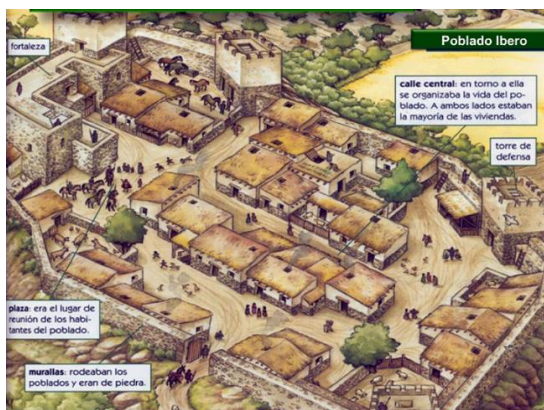 Poblado Ibero
fortaleza
calle central: en torno a ella
se organizaba la vida del po-
blado. A ambos lados estaban
la mayoría de las viviendas.
torre de
defensa
plaza: era el lugar de
reunión de los habi-
tantes del poblado.
murallas: rodeaban los
poblados y eran de piedra.